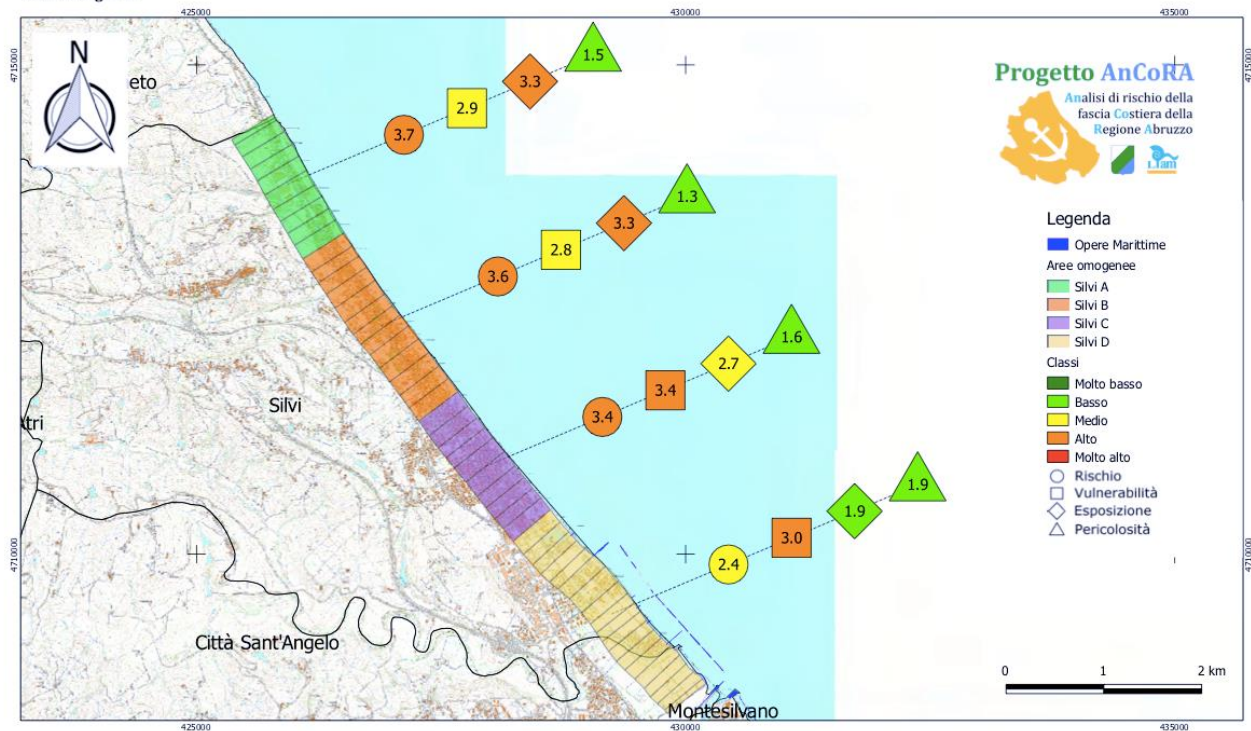 425000
430000
435000
4715000
4715000
N
eto
1.5
3.3
2.9
3.7
1.3
3.3
2.8
3.6
1.6
2.7
3.4
3.4
1.9
1.9
3.0
2.4
Silvi
Atri
Città Sant'Angelo
Montesilvano
4710000
4710000
Progetto AnCoRA
Analisi di rischio della
fascia Costiera della
Regione Abruzzo
L.I.am
Legenda
Opere Marittime
Aree omogenee
Silvi A
Silvi B
Silvi C
Silvi D
Classi
Molto basso
Basso
Medio
Alto
Molto alto
Rischio
Vulnerabilità
Esposizione
Pericolosità
0 1 2 km
425000
430000
435000